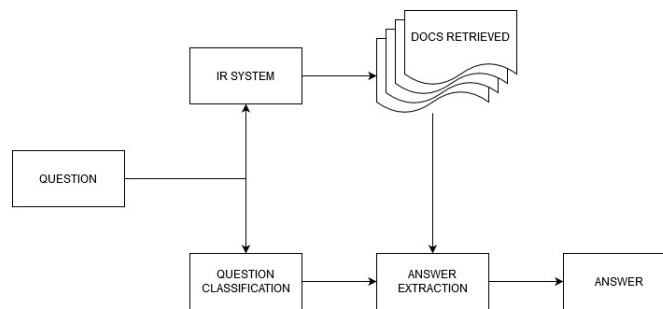 DOCS RETRIEVED
IR SYSTEM
QUESTION
QUESTION
CLASSIFICATION
ANSWER
EXTRACTION
ANSWER